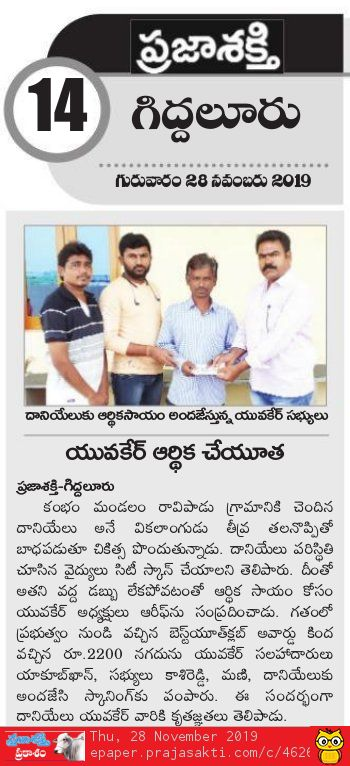 ప్రజాశక్తి
14
గిద్దలూరు
గురువారం 28 నవంబరు 2019
దానియేలుకు ఆర్థికసాయం అందజేస్తున్న యువకేర్ సభ్యులు
యువకేర్ ఆర్థిక చేయూత
ప్రజాశక్తి-గిద్దలూరు
కంభం మండలం రావిపాడు గ్రామానికి చెందిన
దానియేలు అనే వికలాంగుడు తీవ్ర తలనొప్పితో
బాధపడుతూ చికిత్స పొందుతున్నాడు. దానియేలు పరిస్థితి
చూసిన వైద్యులు సిటీ స్కాన్ చేయాలని తెలిపారు. దీంతో
అతని వద్ద డబ్బు లేకపోవటంతో ఆర్థిక సాయం కోసం
యువకేర్ అధ్యక్షులు ఆరీఫ్‌ను సంప్రదించాడు. గతంలో
ప్రభుత్వం నుండి వచ్చిన బెస్ట్‌యూత్‌క్లబ్ అవార్డు కింద
వచ్చిన రూ.2200 నగదును యువకేర్ సలహాదారులు
యాకూబ్‌ఖాన్, సభ్యులు కాశిరెడ్డి, మణి, దానియేలుకు
అందజేసి స్కానింగ్‌కు పంపారు. ఈ సందర్భంగా
దానియేలు యువకేర్ వారికి కృతజ్ఞతలు తెలిపాడు.
ప్రజాశక్తి
ప్రకాశం
Thu, 28 November 2019
epaper.prajasakti.com/c/4626